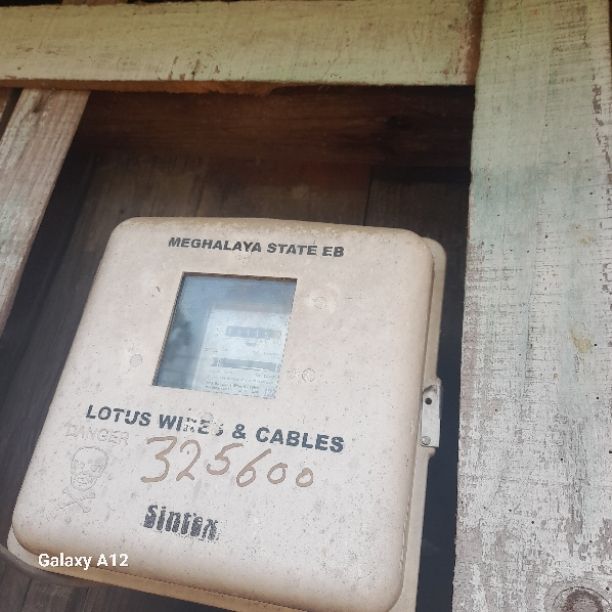 MEGHALAYA STATE EB
LOTUS WIRES & CABLES
DANGER
325600
Sintex
Galaxy A12